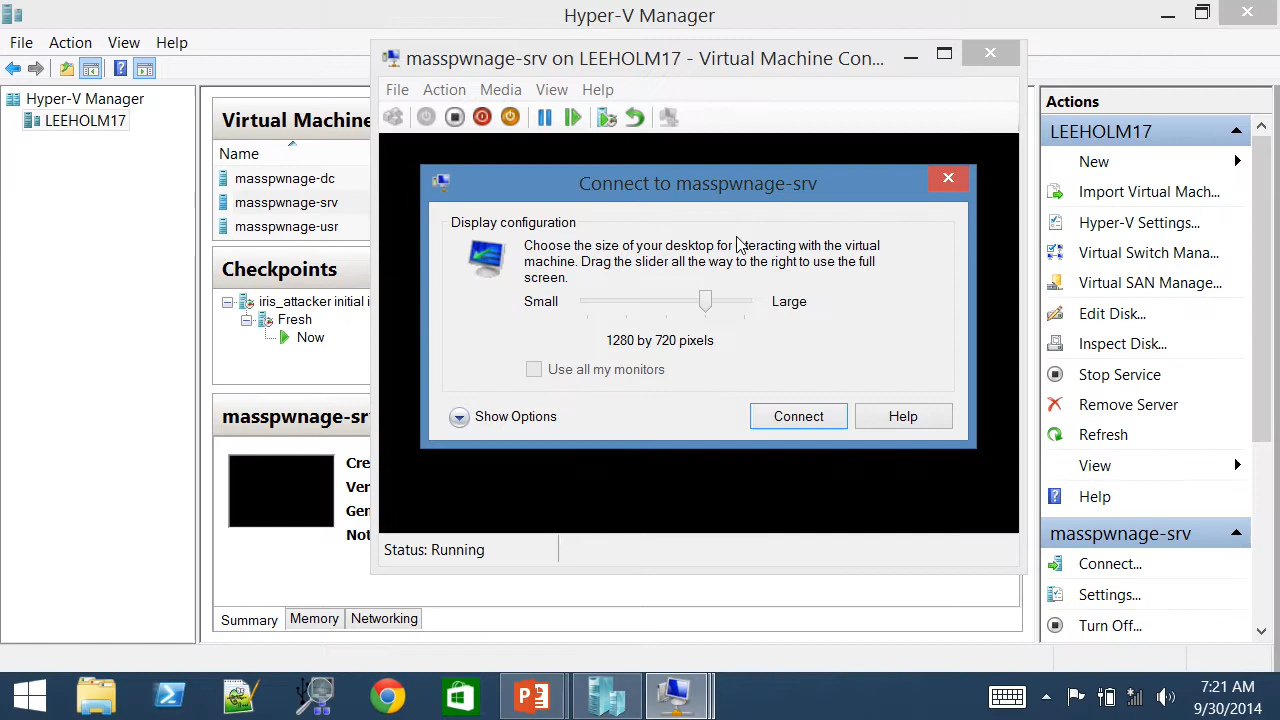 Hyper-V Manager
File Action View Help
Hyper-V Manager
LEEHOLM17
Virtual Machine
Name
masspwnage-dc
masspwnage-srv
masspwnage-usr
Checkpoints
iris_attacker initial i
Fresh
Now
masspwnage-sr
Cre
Ver
Gen
Not
Summary Memory Networking
masspwnage-srv on LEEHOLM17 - Virtual Machine Con...
File Action Media View Help
Connect to masspwnage-srv
Display configuration
Choose the size of your desktop for interacting with the virtual
machine. Drag the slider all the way to the right to use the full
screen.
Small Large
1280 by 720 pixels
Use all my monitors
Show Options Connect Help
Status: Running
Actions
LEEHOLM17
New
Import Virtual Mach...
Hyper-V Settings...
Virtual Switch Mana...
Virtual SAN Manage...
Edit Disk...
Inspect Disk...
Stop Service
Remove Server
Refresh
View
Help
masspwnage-srv
Connect...
Settings...
Turn Off...
7:21 AM
9/30/2014